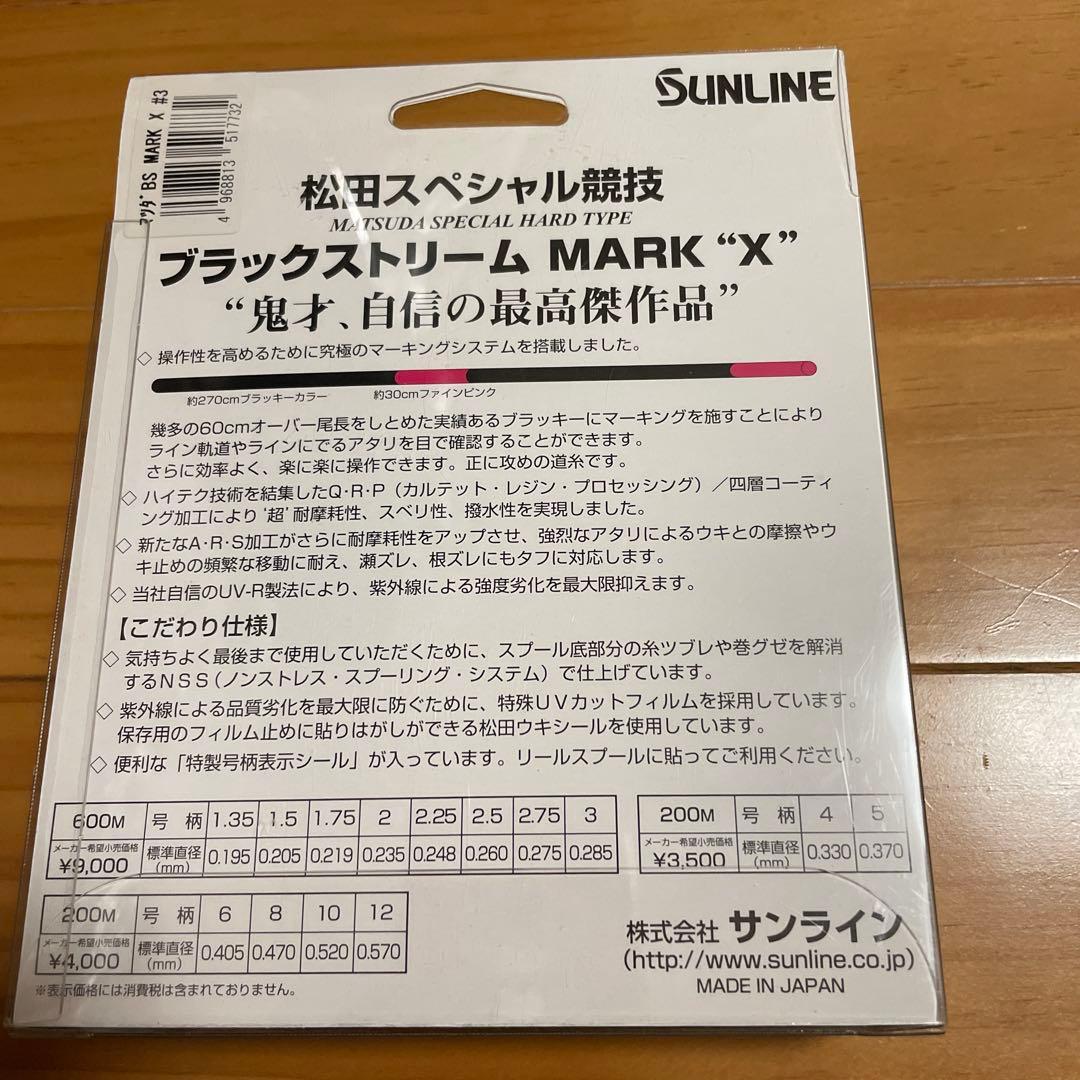 SUNLINE
ﾏﾂﾀﾞ BS MARK X #3
4 968813 517732
松田スペシャル競技
MATSUDA SPECIAL HARD TYPE
ブラックストリーム MARK “X”
“鬼才、自信の最高傑作品”
◇ 操作性を高めるために究極のマーキングシステムを搭載しました。
約270cmブラッキーカラー 約30cmファインピンク
幾多の60cmオーバー尾長をしとめた実績あるブラッキーにマーキングを施すことにより
ライン軌道やラインにでるアタリを目で確認することができます。
さらに効率よく、楽に楽に操作できます。正に攻めの道糸です。
◇ ハイテク技術を結集したQ・R・P（カルテット・レジン・プロセッシング）／四層コーティ
ング加工により‘超’耐摩耗性、スベリ性、撥水性を実現しました。
◇ 新たなA・R・S加工がさらに耐摩耗性をアップさせ、強烈なアタリによるウキとの摩擦やウ
キ止めの頻繁な移動に耐え、瀬ズレ、根ズレにもタフに対応します。
◇ 当社自信のUV-R製法により、紫外線による強度劣化を最大限抑えます。
【こだわり仕様】
◇ 気持ちよく最後まで使用していただくために、スプール底部分の糸ツブレや巻グゼを解消
するNSS（ノンストレス・スプーリング・システム）で仕上げています。
◇ 紫外線による品質劣化を最大限に防ぐために、特殊UVカットフィルムを採用しています。
保存用のフィルム止めに貼りはがしができる松田ウキシールを使用しています。
◇ 便利な「特製号柄表示シール」が入っています。リールスプールに貼ってご利用ください。
600M 号柄 1.35 1.5 1.75 2 2.25 2.5 2.75 3
メーカー希望小売価格 ¥9,000 標準直径(mm) 0.195 0.205 0.219 0.235 0.248 0.260 0.275 0.285
200M 号柄 4 5
メーカー希望小売価格 ¥3,500 標準直径(mm) 0.330 0.370
200M 号柄 6 8 10 12
メーカー希望小売価格 ¥4,000 標準直径(mm) 0.405 0.470 0.520 0.570
※表示価格には消費税は含まれておりません。
株式会社 サンライン
(http://www.sunline.co.jp)
MADE IN JAPAN